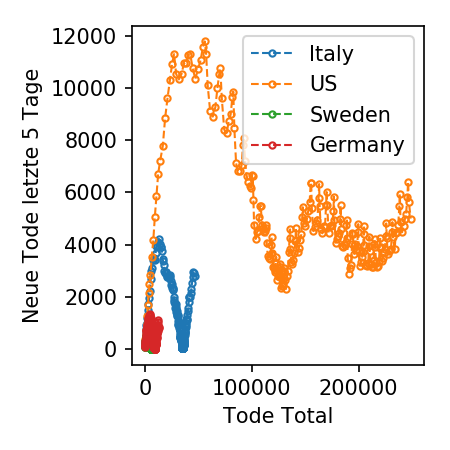 12000
10000
8000
6000
4000
2000
0
Neue Tode letzte 5 Tage
Italy
US
Sweden
Germany
0 100000 200000
Tode Total